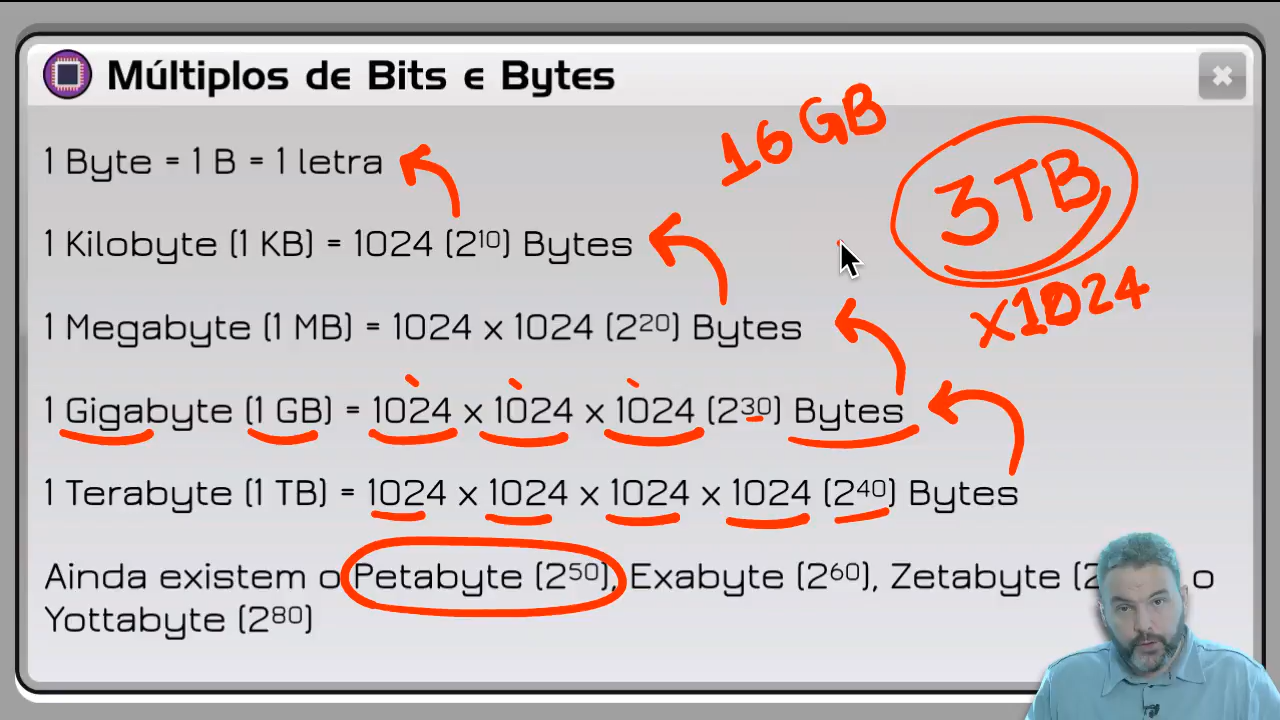 Múltiplos de Bits e Bytes
16 GB
3TB
x1024
1 Byte = 1 B = 1 letra
1 Kilobyte (1 KB) = 1024 (2¹⁰) Bytes
1 Megabyte (1 MB) = 1024 x 1024 (2²⁰) Bytes
1 Gigabyte (1 GB) = 1024 x 1024 x 1024 (2³⁰) Bytes
1 Terabyte (1 TB) = 1024 x 1024 x 1024 x 1024 (2⁴⁰) Bytes
Ainda existem o Petabyte (2⁵⁰), Exabyte (2⁶⁰), Zetabyte (2 o
Yottabyte (2⁸⁰)